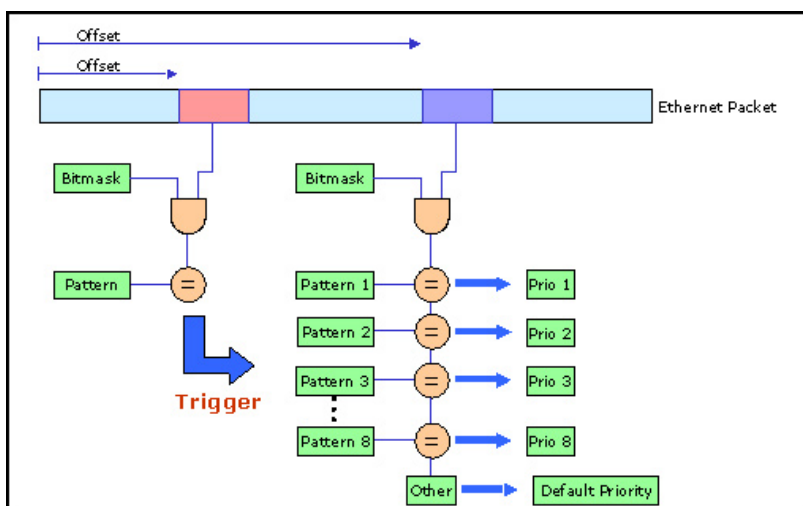 Offset
Offset
Ethernet Packet
Bitmask
Bitmask
Pattern
Pattern 1
=
=
Prio 1
Pattern 2
=
Prio 2
Trigger
Pattern 3
=
Prio 3
Pattern 8
=
Prio 8
Other
Default Priority